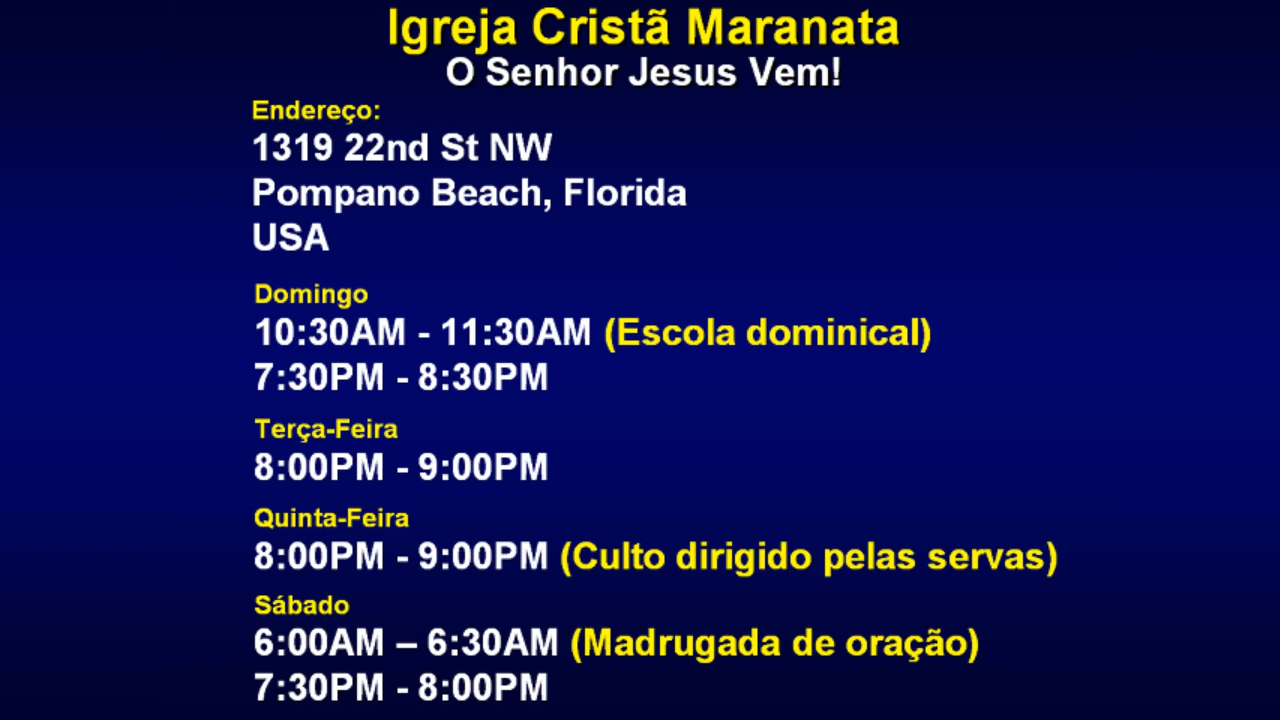 Igreja Cristã Maranata
O Senhor Jesus Vem!
Endereço:
1319 22nd St NW
Pompano Beach, Florida
USA
Domingo
10:30AM - 11:30AM (Escola dominical)
7:30PM - 8:30PM
Terça-Feira
8:00PM - 9:00PM
Quinta-Feira
8:00PM - 9:00PM (Culto dirigido pelas servas)
Sábado
6:00AM – 6:30AM (Madrugada de oração)
7:30PM - 8:00PM